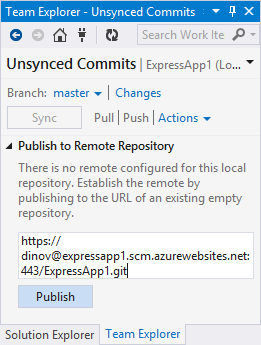 Team Explorer - Unsynced Commits
Search Work Ite
Unsynced Commits | ExpressApp1 (Lo...
Branch: master | Changes
Sync Pull | Push | Actions
Publish to Remote Repository
There is no remote configured for this local
repository. Establish the remote by
publishing to the URL of an existing empty
repository.
https://
dinov@expressapp1.scm.azurewebsites.net:
443/ExpressApp1.git
Publish
Solution Explorer Team Explorer